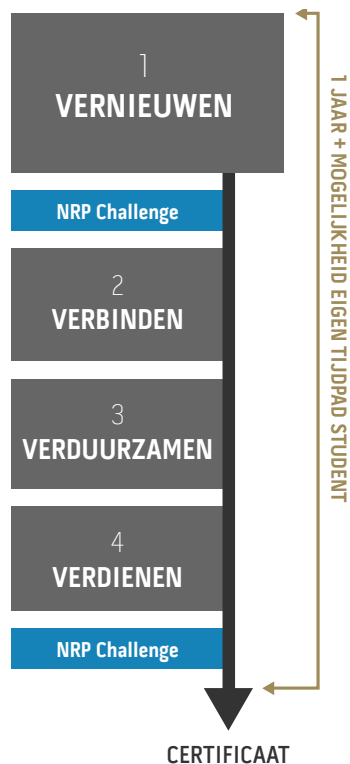 1
VERNIEUWEN
NRP Challenge
2
VERBINDEN
3
VERDUURZAMEN
4
VERDIENEN
NRP Challenge
CERTIFICAAT
1 JAAR + MOGELIJKHEID EIGEN TIJDPAD STUDENT